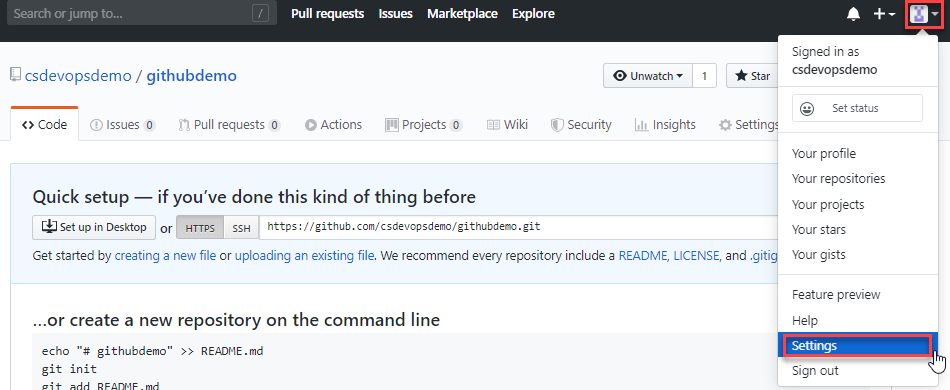 Search or jump to... /
Pull requests Issues Marketplace Explore
Signed in as
csdevopsdemo
csdevopsdemo / githubdemo
Unwatch 1
Star
Set status
<> Code
Issues 0
Pull requests 0
Actions
Projects 0
Wiki
Security
Insights
Settings
Your profile
Your repositories
Your projects
Your stars
Your gists
Quick setup — if you’ve done this kind of thing before
Set up in Desktop or HTTPS SSH https://github.com/csdevopsdemo/githubdemo.git
Get started by creating a new file or uploading an existing file. We recommend every repository include a README, LICENSE, and .gitig
Feature preview
Help
Settings
Sign out
...or create a new repository on the command line
echo "# githubdemo" >> README.md
git init
git add README.md